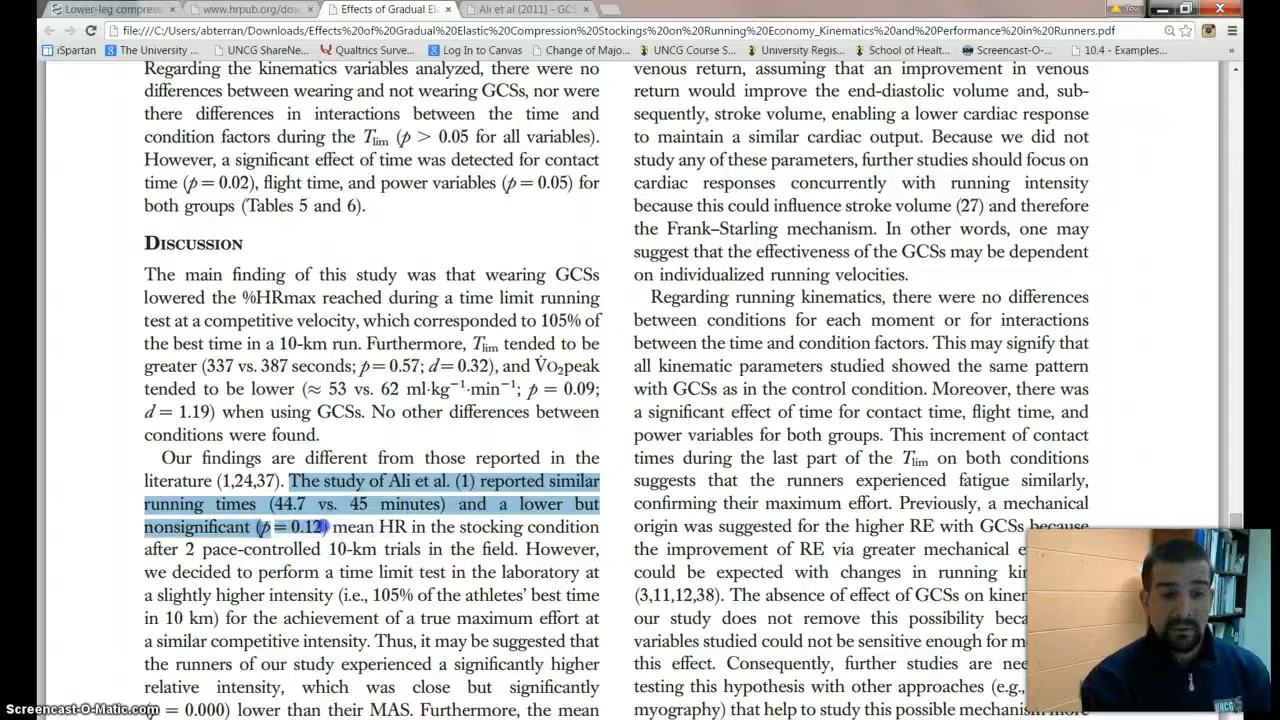 Lower-leg compress
www.hrpub.org/dow
Effects of Gradual Ela
Ali et al (2011) - GCS
You
file:///C:/Users/abterran/Downloads/Effects%20of%20Gradual%20Elastic%20Compression%20Stockings%20on%20Running%20Economy_Kinematics%20and%20Performance%20in%20Runners.pdf
iSpartan
The University ...
UNCG ShareNe...
Qualtrics Surve...
Log In to Canvas
Change of Majo...
UNCG Course S...
University Regis...
School of Healt...
Screencast-O-...
10.4 - Examples...
Regarding the kinematics variables analyzed, there were no
differences between wearing and not wearing GCSs, nor were
there differences in interactions between the time and
condition factors during the Tlim (p > 0.05 for all variables).
However, a significant effect of time was detected for contact
time (p = 0.02), flight time, and power variables (p = 0.05) for
both groups (Tables 5 and 6).
DISCUSSION
The main finding of this study was that wearing GCSs
lowered the %HRmax reached during a time limit running
test at a competitive velocity, which corresponded to 105% of
the best time in a 10-km run. Furthermore, Tlim tended to be
greater (337 vs. 387 seconds; p = 0.57; d = 0.32), and V̇O₂peak
tended to be lower (≈ 53 vs. 62 ml·kg⁻¹·min⁻¹; p = 0.09;
d = 1.19) when using GCSs. No other differences between
conditions were found.
Our findings are different from those reported in the
literature (1,24,37). The study of Ali et al. (1) reported similar
running times (44.7 vs. 45 minutes) and a lower but
nonsignificant (p = 0.12) mean HR in the stocking condition
after 2 pace-controlled 10-km trials in the field. However,
we decided to perform a time limit test in the laboratory at
a slightly higher intensity (i.e., 105% of the athletes' best time
in 10 km) for the achievement of a true maximum effort at
a similar competitive intensity. Thus, it may be suggested that
the runners of our study experienced a significantly higher
relative intensity, which was close but significantly
(p = 0.000) lower than their MAS. Furthermore, the mean
venous return, assuming that an improvement in venous
return would improve the end-diastolic volume and, sub-
sequently, stroke volume, enabling a lower cardiac response
to maintain a similar cardiac output. Because we did not
study any of these parameters, further studies should focus on
cardiac responses concurrently with running intensity
because this could influence stroke volume (27) and therefore
the Frank–Starling mechanism. In other words, one may
suggest that the effectiveness of the GCSs may be dependent
on individualized running velocities.
Regarding running kinematics, there were no differences
between conditions for each moment or for interactions
between the time and condition factors. This may signify that
all kinematic parameters studied showed the same pattern
with GCSs as in the control condition. Moreover, there was
a significant effect of time for contact time, flight time, and
power variables for both groups. This increment of contact
times during the last part of the Tlim on both conditions
suggests that the runners experienced fatigue similarly,
confirming their maximum effort. Previously, a mechanical
origin was suggested for the higher RE with GCSs because
the improvement of RE via greater mechanical e
could be expected with changes in running kin
(3,11,12,38). The absence of effect of GCS on kinem
our study does not remove this possibility beca
variables studied could not be sensitive enough for m
this effect. Consequently, further studies are nee
testing this hypothesis with other approaches (e.g.,
myography) that help to study this possible mechanism more
UNCG
Screencast-O-Matic.com